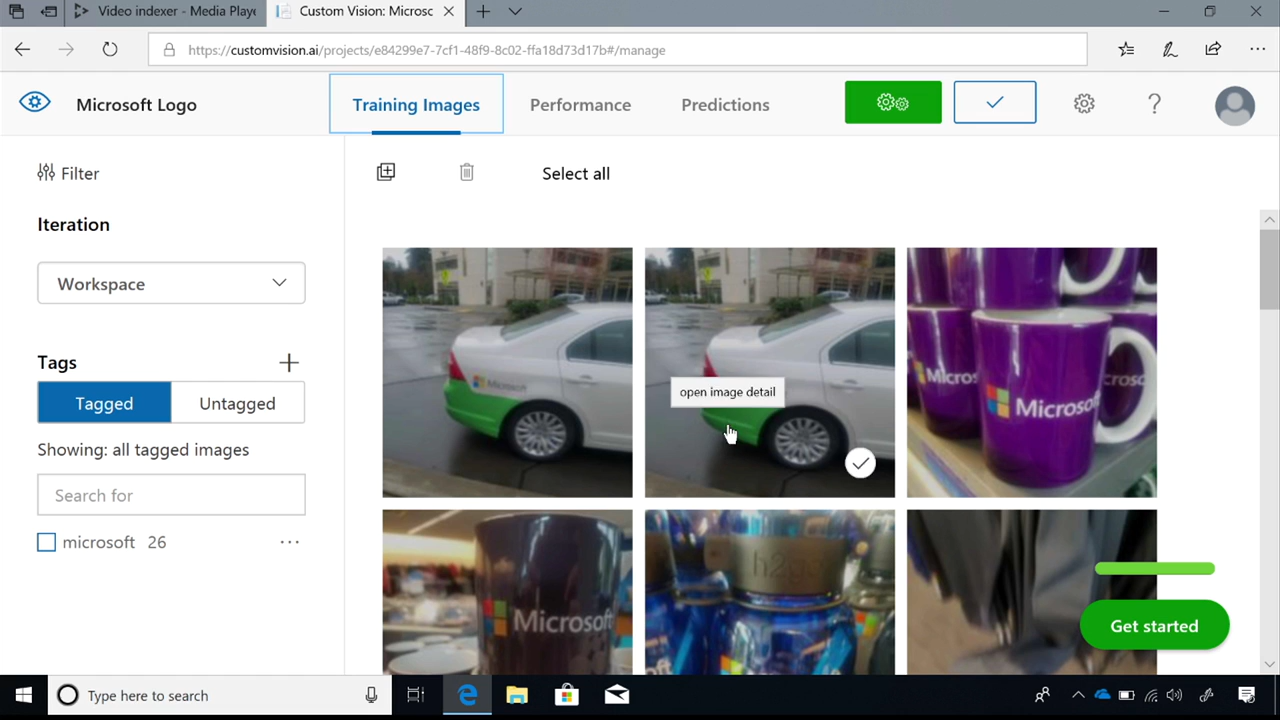 Video indexer - Media Playe
Custom Vision: Microsc
https://customvision.ai/projects/e84299e7-7cf1-48f9-8c02-ffa18d73d17b#/manage
Microsoft Logo
Training Images
Performance
Predictions
Filter
Select all
Iteration
Workspace
Tags
Tagged
Untagged
Showing: all tagged images
Search for
microsoft 26
Microsoft
open image detail
Microsoft
Microsoft
Microsoft
h2go
Get started
Type here to search